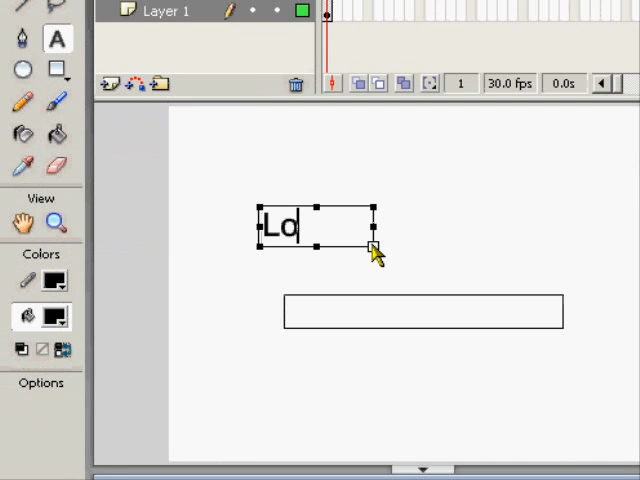 Layer 1
A
1 30.0 fps 0.0s
Lo
View
Colors
Options